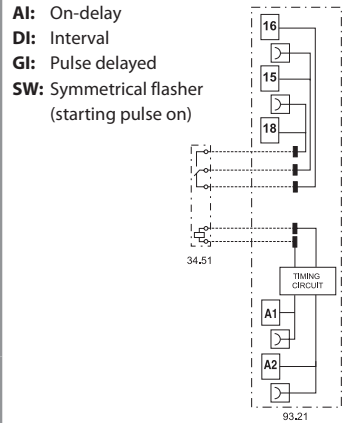 AI: On-delay
DI: Interval
GI: Pulse delayed
SW: Symmetrical flasher
(starting pulse on)
16
15
18
34.51
TIMING
CIRCUIT
A1
A2
93.21